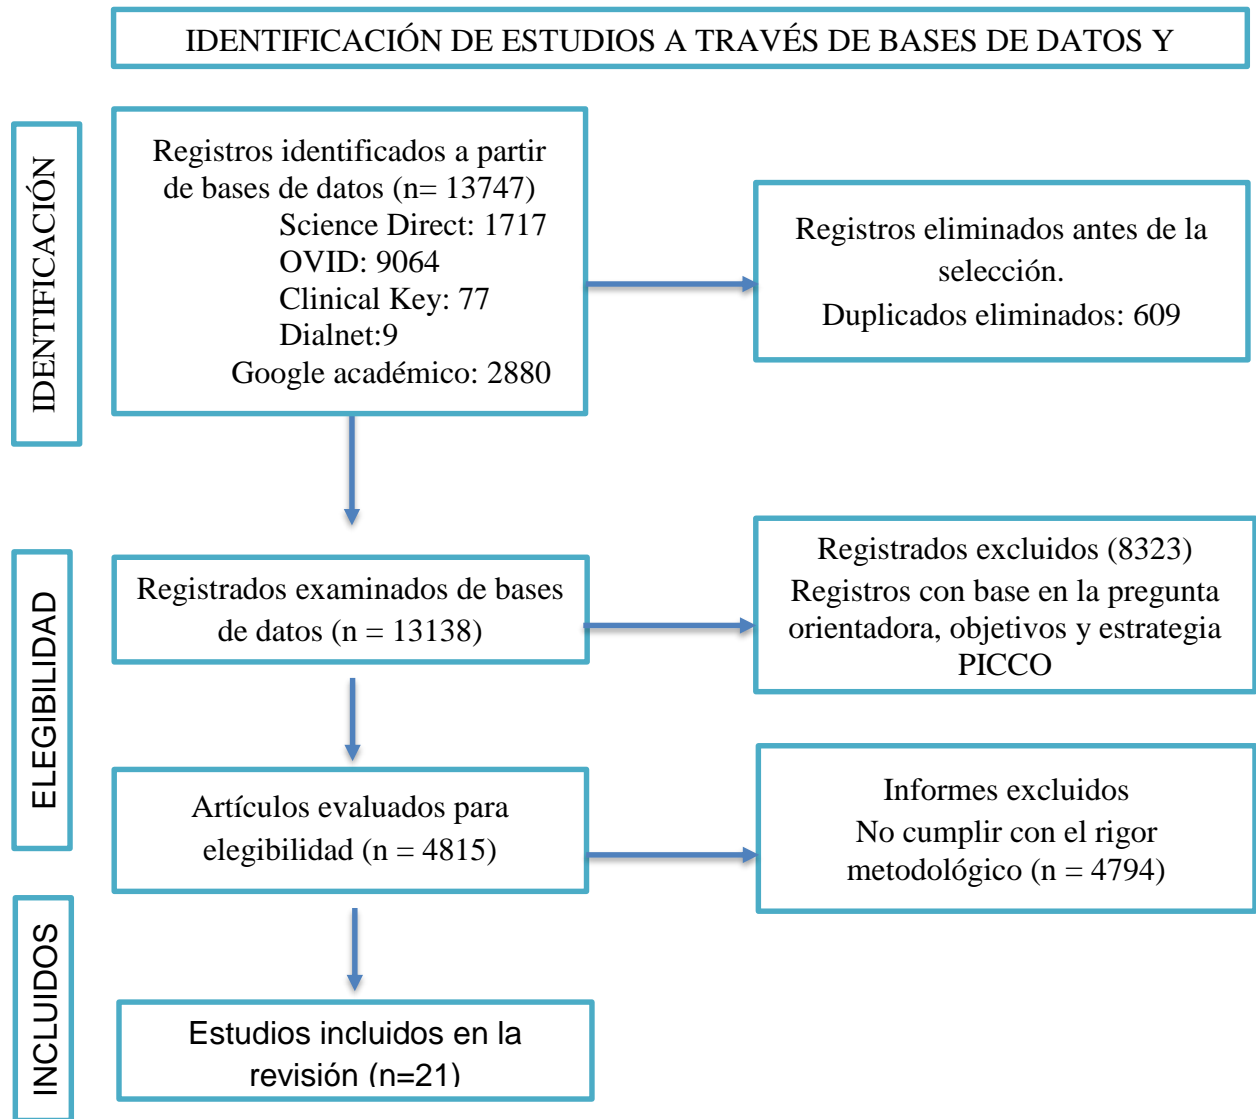 IDENTIFICACIÓN DE ESTUDIOS A TRAVÉS DE BASES DE DATOS Y
IDENTIFICACIÓN
Registros identificados a partir
de bases de datos (n= 13747)
Science Direct: 1717
OVID: 9064
Clinical Key: 77
Dialnet:9
Google académico: 2880
Registros eliminados antes de la
selección.
Duplicados eliminados: 609
ELEGIBILIDAD
Registrados examinados de bases
de datos (n = 13138)
Registrados excluidos (8323)
Registros con base en la pregunta
orientadora, objetivos y estrategia
PICCO
Artículos evaluados para
elegibilidad (n = 4815)
Informes excluidos
No cumplir con el rigor
metodológico (n = 4794)
INCLUIDOS
Estudios incluidos en la
revisión (n=21)